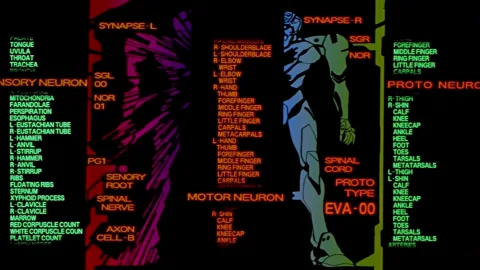 TONGUE
UVULA
THROAT
TRACHEA
NSORY NEURON
MITOCHONDRIA
FARANDOLAE
PERSPIRATION
ESOPHAGUS
L-EUSTACHIAN TUBE
R-EUSTACHIAN TUBE
L-HAMMER
L-ANVIL
L-STIRRUP
R-HAMMER
R-ANVIL
R-STIRRUP
RIBS
FLOATING RIBS
STERNUM
XYPHOID PROCESS
L-CLAVICLE
R-CLAVICLE
MARROW
RED CORPUSCLE COUNT
WHITE CORPUSCLE COUN
PLATELET COUNT
SYNAPSE-L
SGL
00
NOR
01
PG1
SENORY
ROOT
SPINAL
NERVE
AXON
CELL-B
L-SHOULDERBLADE
R-ELBOW
WRIST
L-ELBOW
WRIST
R-HAND
THUMB
FOREFINGER
MIDDLE FINGER
RING FINGER
LITTLE FINGER
CARPALS
METACARPALS
L-HAND
THUMB
FOREFINGER
MIDDLE FINGER
RING FINGER
LITTLE FINGER
CARPALS
MOTOR NEURON
R-SHIN
CALF
KNEE
KNEECAP
ANKLE
SYNAPSE-R
SGR
NOR
SPINAL
CORD
PROTO
TYPE
EVA-00
FOREFINGER
MIDDLE FINGER
RING FINGER
LITTLE FINGER
CARPALS
PROTO NEURO
R-THIGH
R-SHIN
CALF
KNEE
KNEECAP
ANKLE
HEEL
FOOT
TOES
TARSALS
METATARSALS
L-THIGH
L-SHIN
CALF
KNEE
KNEECAP
ANKLE
HEEL
FOOT
TOES
TARSALS
METATARSALS
ARTERIES